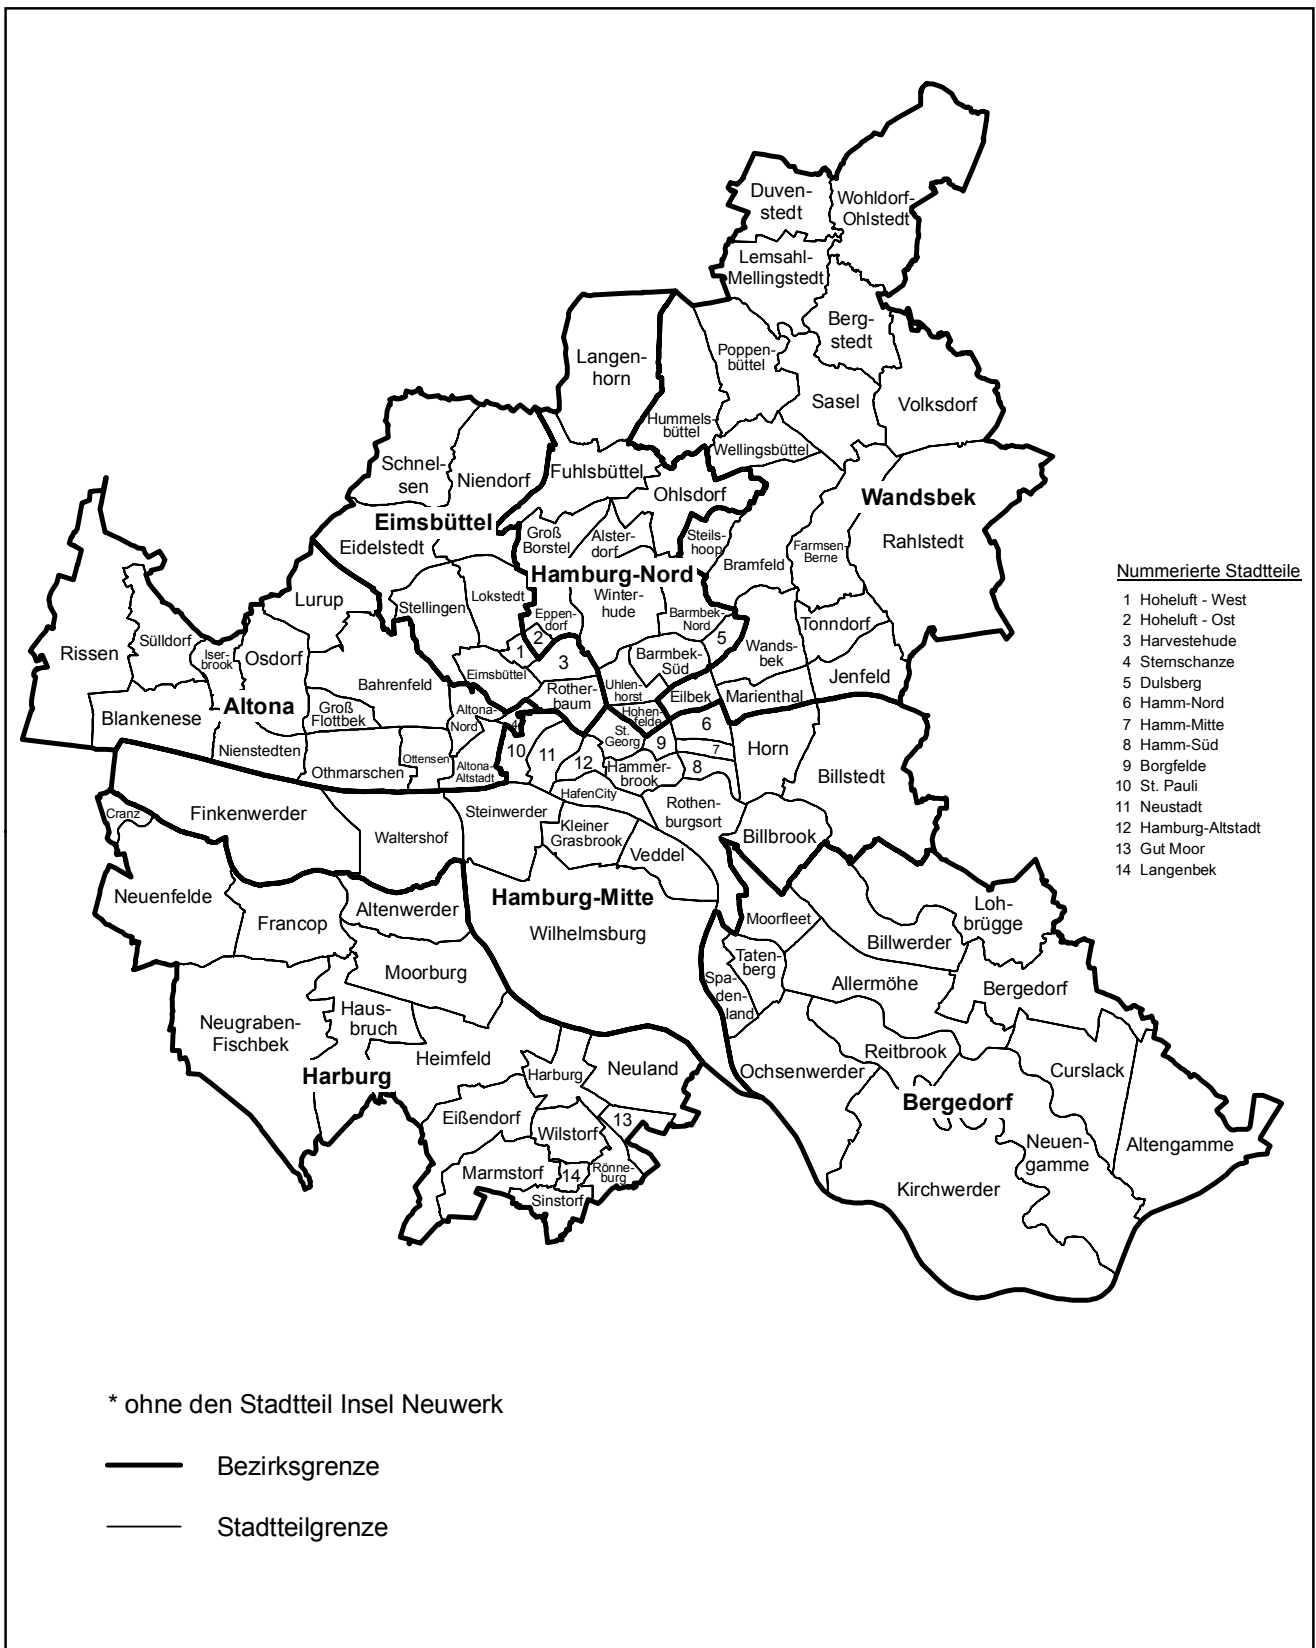 Duven-
stedt
Wohldorf-
Ohlstedt
Lemsahl-
Mellingstedt
Berg-
stedt
Poppen-
büttel
Langen-
horn
Sasel
Volksdorf
Hummels-
büttel
Wellingsbüttel
Schnel-
sen
Niendorf
Fuhlsbüttel
Ohlsdorf
Wandsbek
Eimsbüttel
Eidelstedt
Groß
Borstel
Alster-
dorf
Steils-
hoop
Bramfeld
Farmsen-
Berne
Rahlstedt
Hamburg-Nord
Winter-
hude
Lurup
Stellingen
Lokstedt
Eppen-
dorf
Barmbek-
Nord
5
Tonndorf
Sülldorf
Rissen
Iser-
brook
Osdorf
1
2
3
Barmbek-
Süd
Wands-
bek
Jenfeld
Bahrenfeld
Eimsbüttel
Rother-
baum
Uhlen-
horst
Eilbek
Marienthal
Blankenese
Altona
Groß
Flottbek
Altona-
Nord
4
Hohen-
felde
St.
Georg
6
7
8
9
10
11
12
Horn
Billstedt
Nienstedten
Othmarschen
Ottensen
Altona-
Altstadt
Hammer-
brook
HafenCity
Rothen-
burgsort
Billbrook
Cranz
Finkenwerder
Waltershof
Steinwerder
Kleiner
Grasbrook
Veddel
Neuenfelde
Francop
Altenwerder
Hamburg-Mitte
Wilhelmsburg
Moorfleet
Loh-
brügge
Billwerder
Moorburg
Taten-
berg
Spa-
den-
land
Allermöhe
Bergedorf
Neugraben-
Fischbek
Haus-
bruch
Heimfeld
Harburg
Harburg
Neuland
Ochsenwerder
Reitbrook
Curslack
Bergedorf
Eißendorf
Wilstorf
13
Neuen-
gamme
Altengamme
Marmstorf
14
Rönne-
burg
Sinstorf
Kirchwerder
Nummerierte Stadtteile
1 Hoheluft - West
2 Hoheluft - Ost
3 Harvestehude
4 Sternschanze
5 Dulsberg
6 Hamm-Nord
7 Hamm-Mitte
8 Hamm-Süd
9 Borgfelde
10 St. Pauli
11 Neustadt
12 Hamburg-Altstadt
13 Gut Moor
14 Langenbek
* ohne den Stadtteil Insel Neuwerk
Bezirksgrenze
Stadtteilgrenze